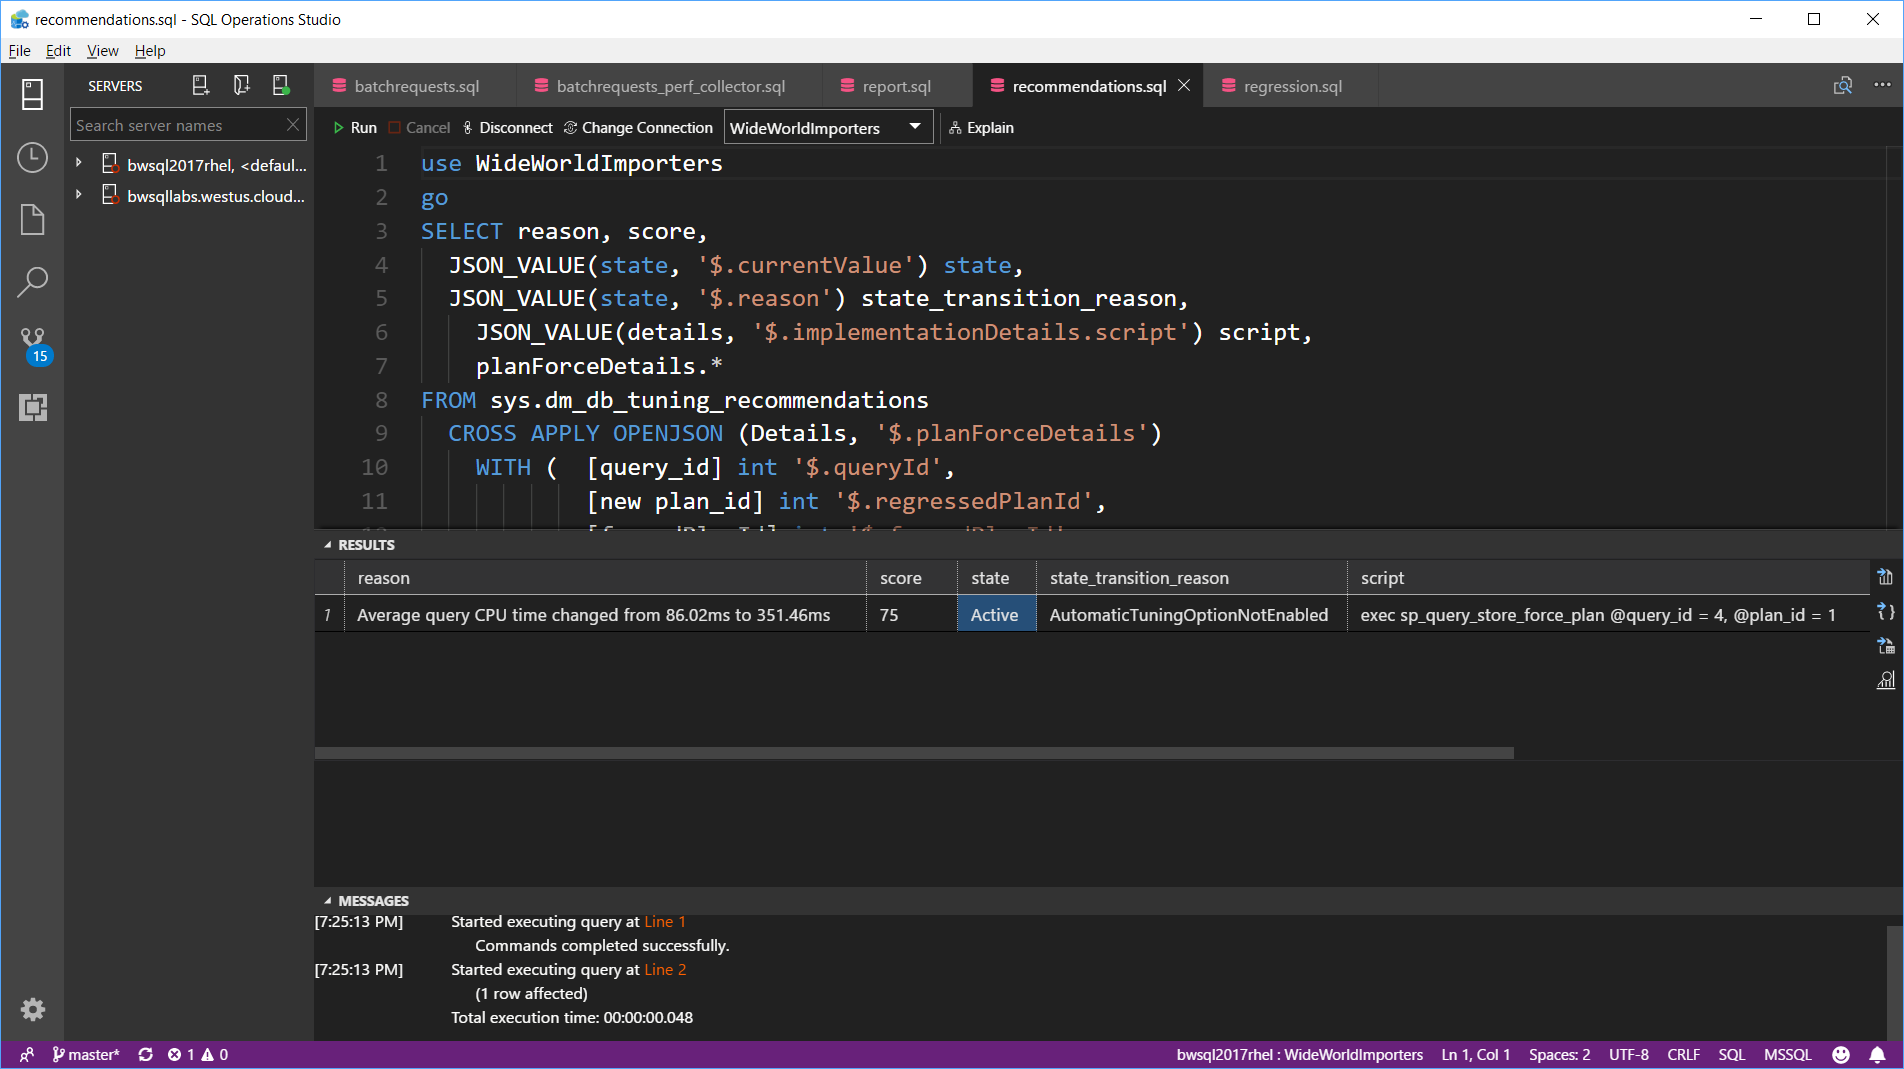 recommendations.sql - SQL Operations Studio
File Edit View Help
SERVERS
batchrequests.sql batchrequests_perf_collector.sql report.sql recommendations.sql regression.sql
Search server names
Run Cancel Disconnect Change Connection WideWorldImporters Explain
bwsql2017rhel, <defaul...
bwsqllabs.westus.cloud...
15
1 use WideWorldImporters
2 go
3 SELECT reason, score,
4 JSON_VALUE(state, '$.currentValue') state,
5 JSON_VALUE(state, '$.reason') state_transition_reason,
6 JSON_VALUE(details, '$.implementationDetails.script') script,
7 planForceDetails.*
8 FROM sys.dm_db_tuning_recommendations
9 CROSS APPLY OPENJSON (Details, '$.planForceDetails')
10 WITH ( [query_id] int '$.queryId',
11 [new plan_id] int '$.regressedPlanId',
RESULTS
reason score state state_transition_reason script
1 Average query CPU time changed from 86.02ms to 351.46ms 75 Active AutomaticTuningOptionNotEnabled exec sp_query_store_force_plan @query_id = 4, @plan_id = 1
MESSAGES
[7:25:13 PM] Started executing query at Line 1
Commands completed successfully.
[7:25:13 PM] Started executing query at Line 2
(1 row affected)
Total execution time: 00:00:00.048
master* 1 0 bwsql2017rhel : WideWorldImporters Ln 1, Col 1 Spaces: 2 UTF-8 CRLF SQL MSSQL